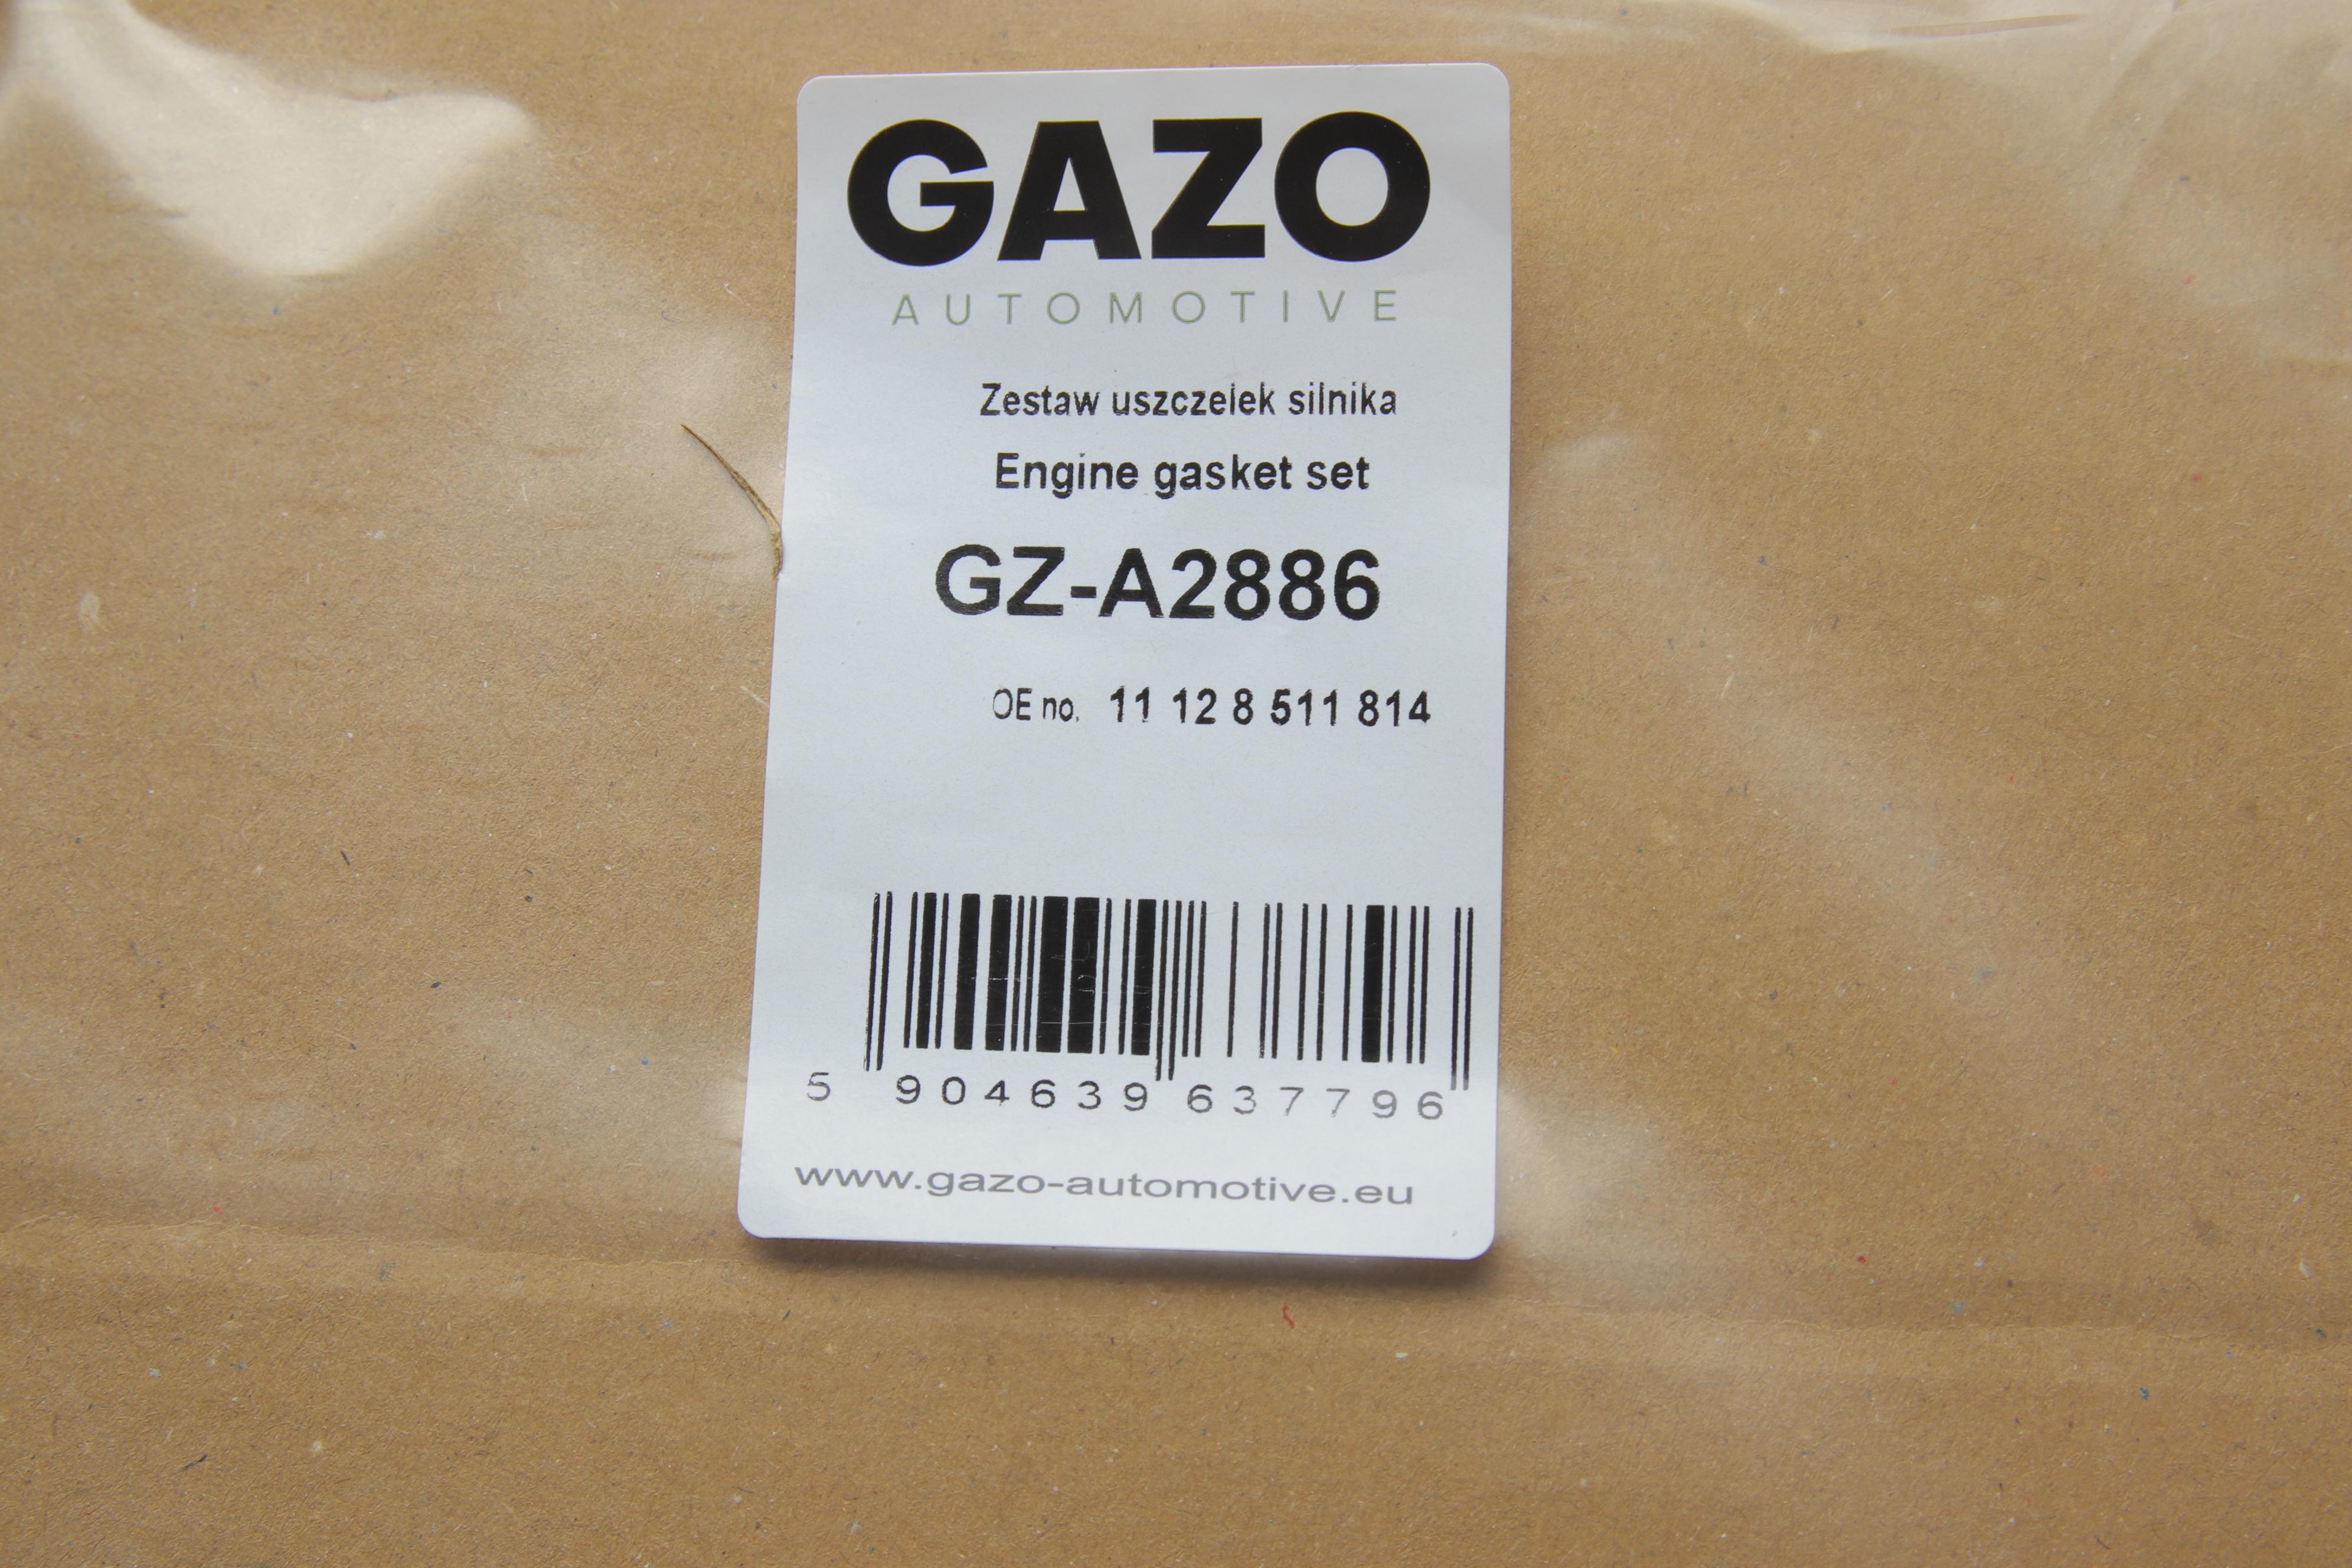 GAZO
AUTOMOTIVE
Zestaw uszczelek silnika
Engine gasket set
GZ-A2886
OE no. 11 12 8 511 814
5 904639 637796
www.gazo-automotive.eu